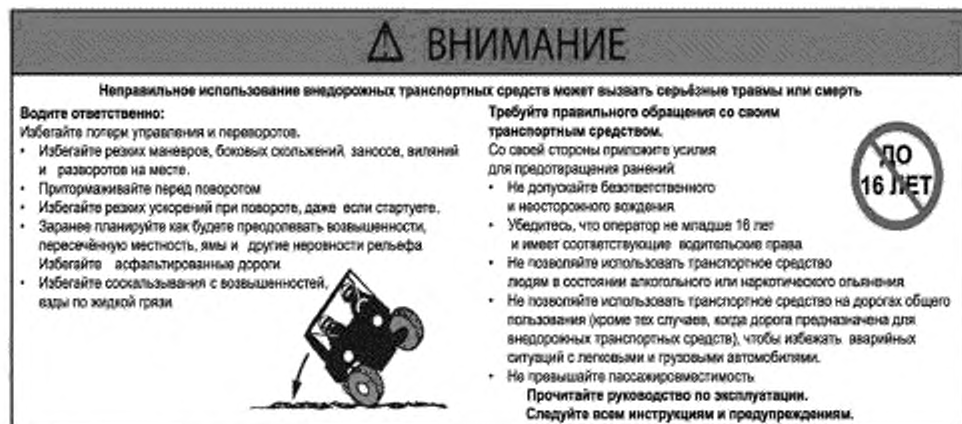 ВНИМАНИЕ
Неправильное использование внедорожных транспортных средств может вызвать серьёзные травмы или смерть
Водите ответственно:
Избегайте потери управления и переворотов.
• Избегайте резких маневров, боковых скольжений, заносов, виляний
и разворотов на месте.
• Притормаживайте перед поворотом
• Избегайте резких ускорений при повороте, даже если стартуете.
• Заранее планируйте как будете преодолевать возвышенности,
пересечённую местность, ямы и другие неровности рельефа
Избегайте асфальтированные дороги
• Избегайте соскальзывания с возвышенностей,
езды по жидкой грязи
Требуйте правильного обращения со своим
транспортным средством.
Со своей стороны приложите усилия
для предотвращения ранений
• Не допускайте безответственного
и неосторожного вождения
• Убедитесь, что оператор не младше 16 лет
и имеет соответствующие водительские права
• Не позволяйте использовать транспортное средство
людям в состоянии алкогольного или наркотического опьянения
• Не позволяйте использовать транспортное средство на дорогах общего
пользования (кроме тех случаев, когда дорога предназначена для
внедорожных транспортных средств), чтобы избежать аварийных
ситуаций с легковыми и грузовыми автомобилями.
• Не превышайте пассажировместимость
Прочитайте руководство по эксплуатации.
Следуйте всем инструкциям и предупреждениям.
ДО
16 ЛЕТ